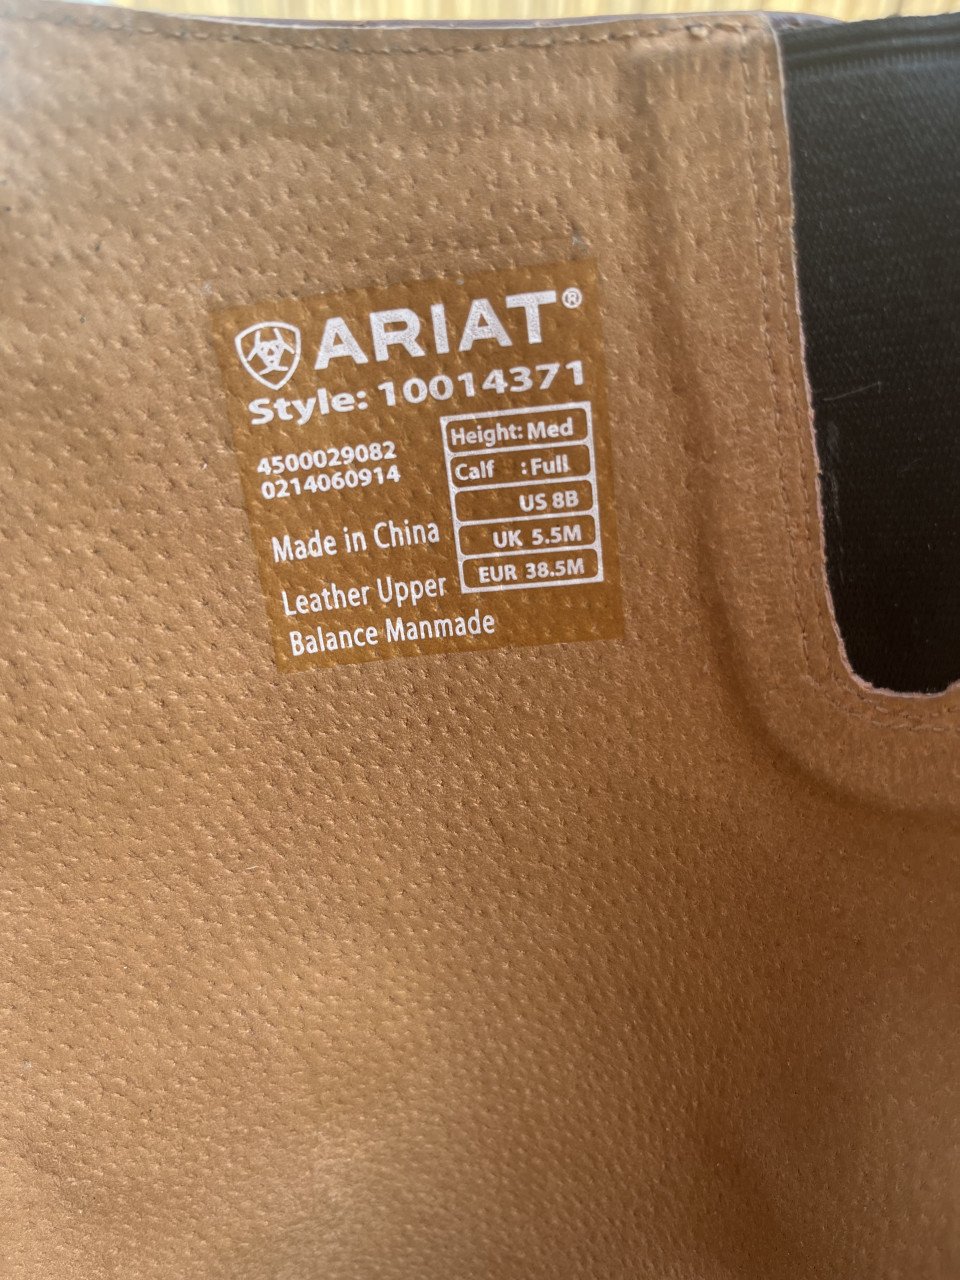 ARIAT®
Style: 10014371
4500029082
0214060914
Height: Med
Calf : Full
US 8B
UK 5.5M
EUR 38.5M
Made in China
Leather Upper
Balance Manmade